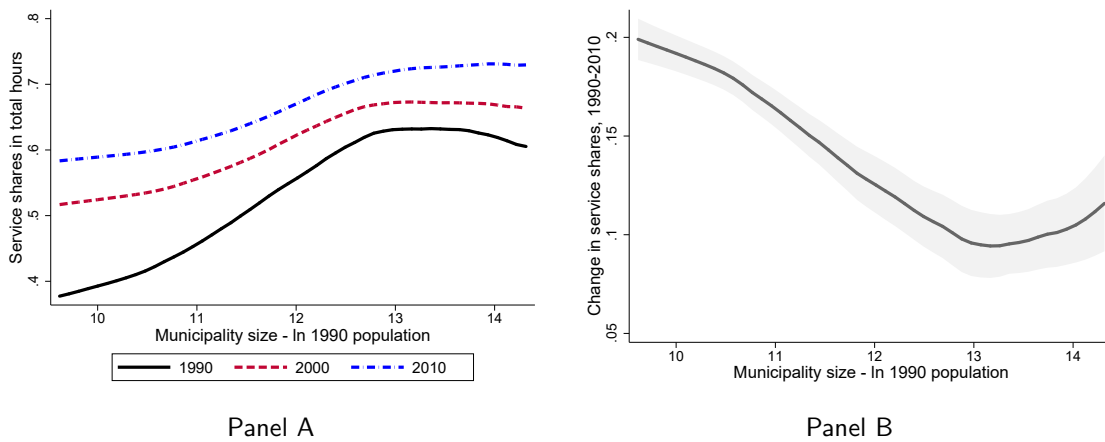 Service shares in total hours
.8
.7
.6
.5
.4
10 11 12 13 14
Municipality size - ln 1990 population
1990 2000 2010
Panel A
Change in service shares, 1990-2010
.2
.15
.1
.05
10 11 12 13 14
Municipality size - ln 1990 population
Panel B